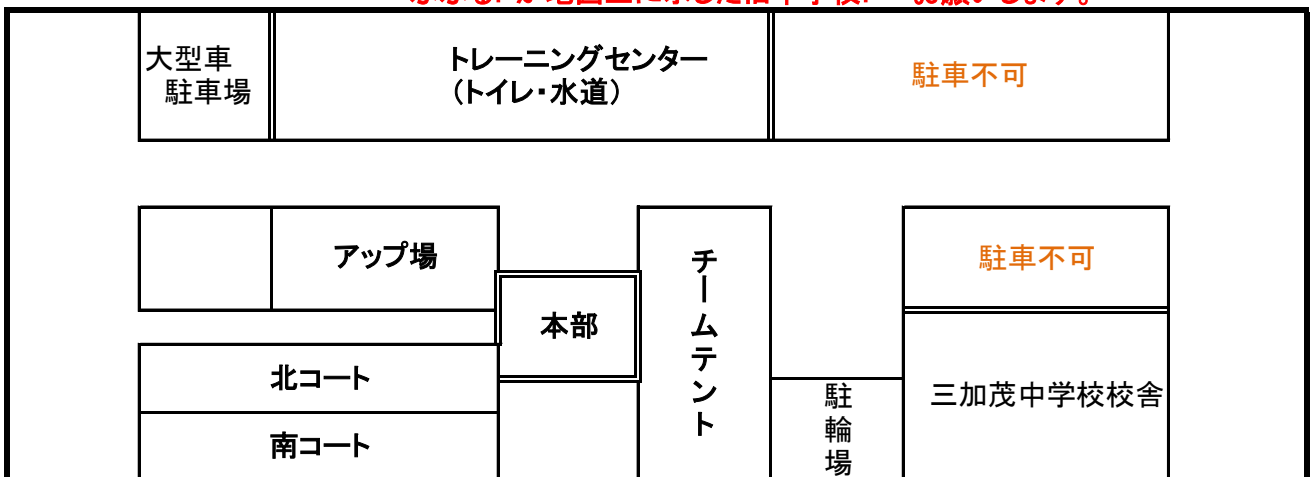 大型車
駐車場
トレーニングセンター
（トイレ・水道）
駐車不可
アップ場
チームテント
駐車不可
本部
北コート
三加茂中学校校舎
駐輪場
南コート